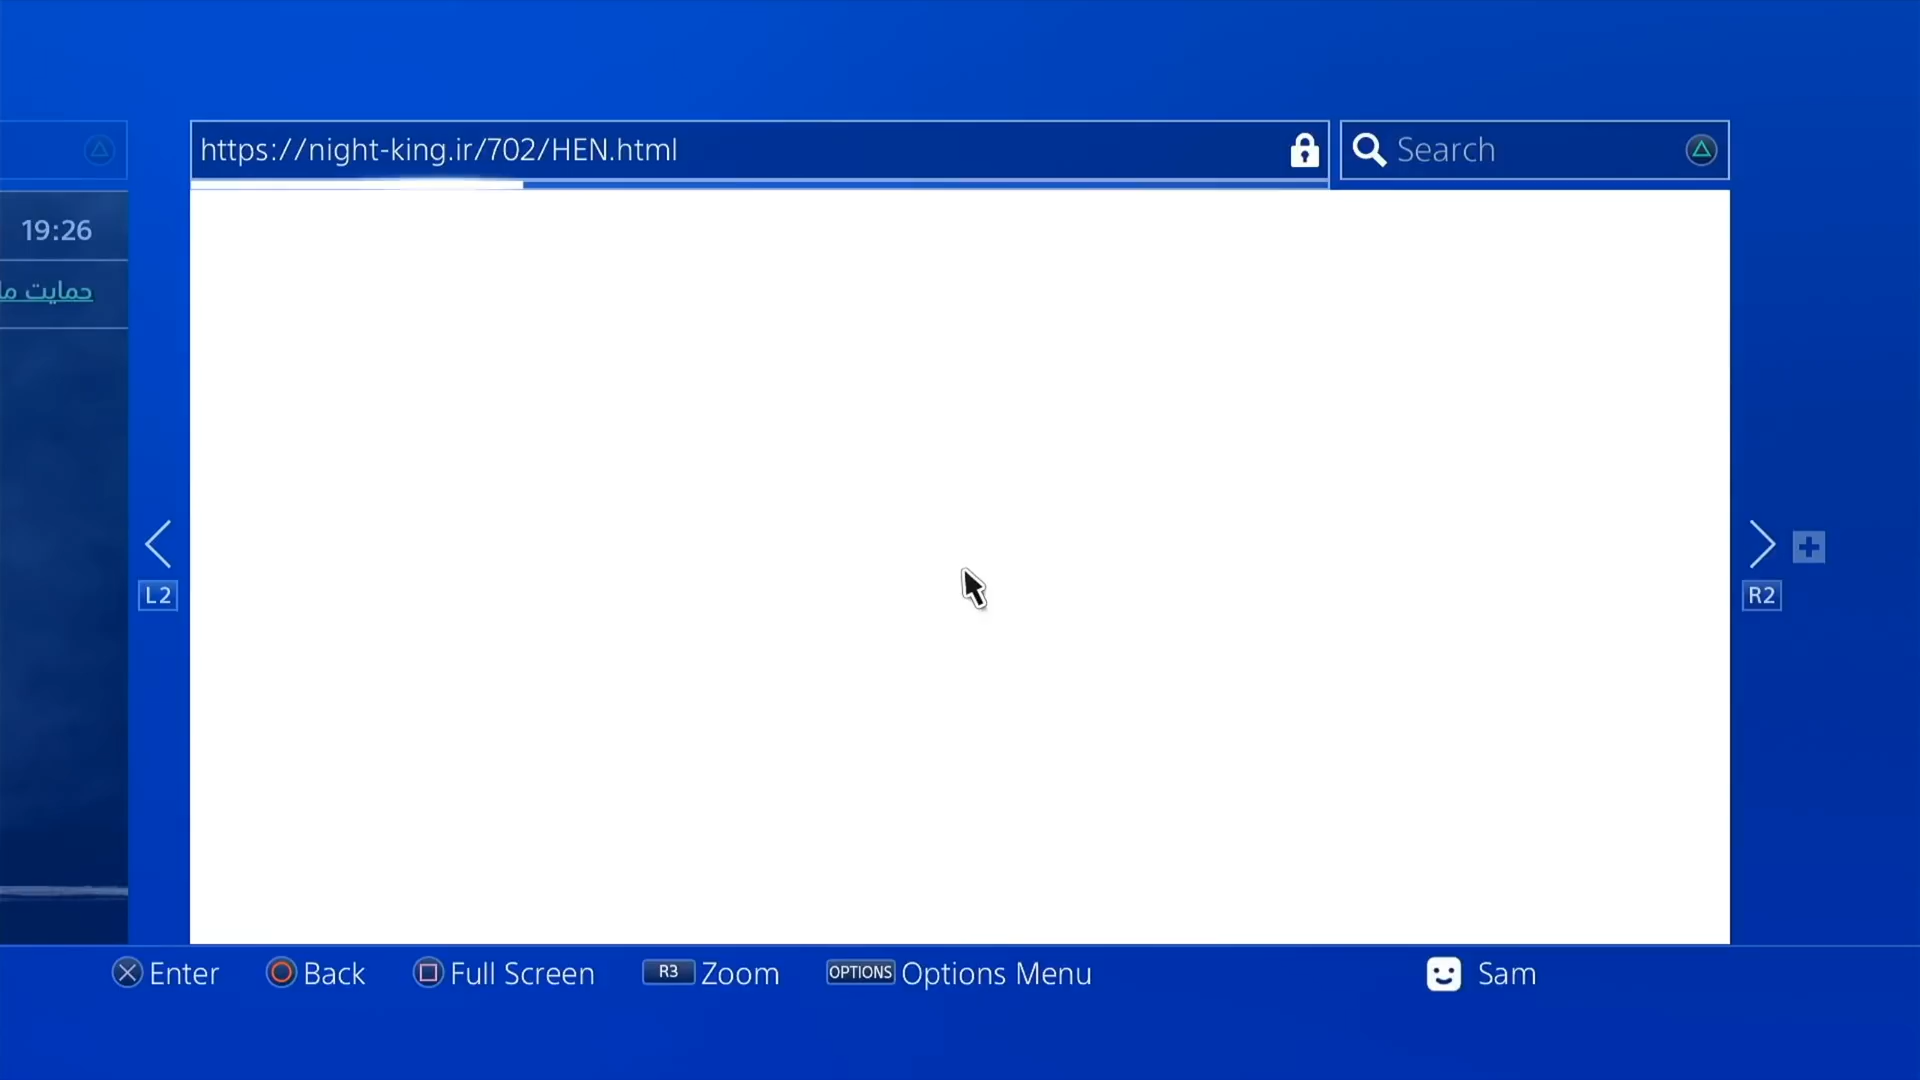 https://night-king.ir/702/HEN.html
Search
19:26
حمایت
L2
R2
Enter
Back
Full Screen
R3 Zoom
OPTIONS Options Menu
Sam